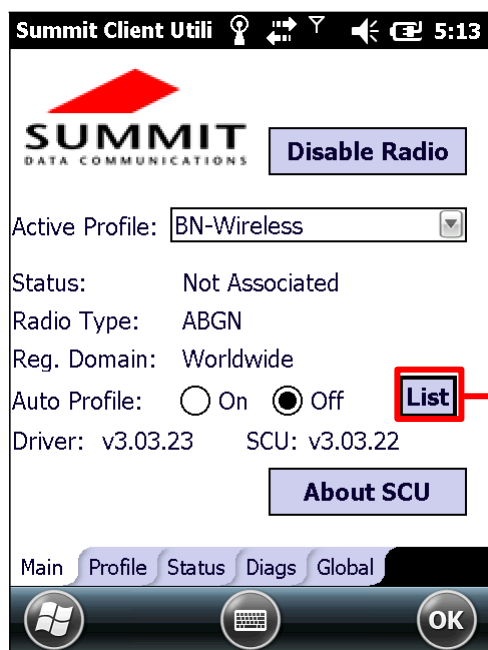 Summit Client Utili 5:13
SUMMIT
DATA COMMUNICATIONS
Disable Radio
Active Profile: BN-Wireless
Status: Not Associated
Radio Type: ABGN
Reg. Domain: Worldwide
Auto Profile: On Off List
Driver: v3.03.23 SCU: v3.03.22
About SCU
Main Profile Status Diags Global
OK